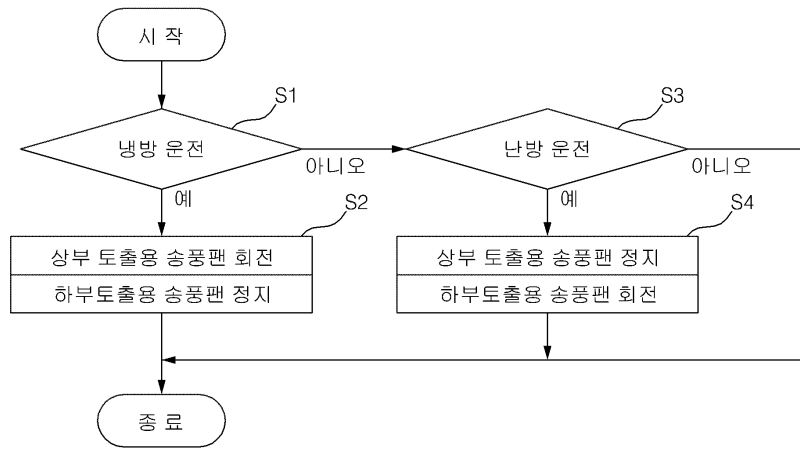 시 작
S1
냉방 운전
아니오
예
S3
난방 운전
아니오
예
S2
상부 토출용 송풍팬 회전
하부토출용 송풍팬 정지
S4
상부 토출용 송풍팬 정지
하부토출용 송풍팬 회전
종 료